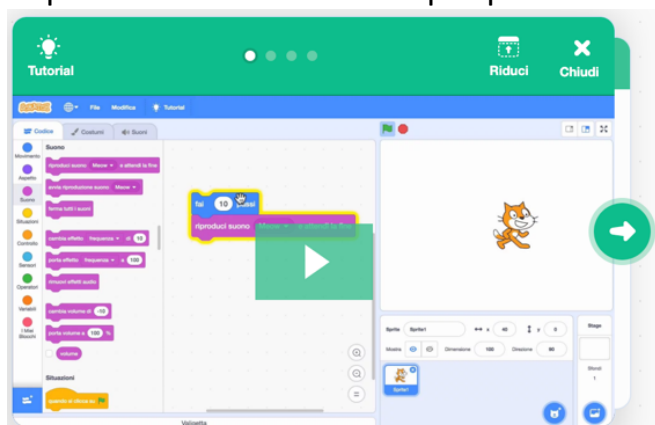 Tutorial
Riduci
Chiudi
SCRATCH
File
Modifica
Tutorial
Codice
Costumi
Suoni
Movimento
Aspetto
Suono
Situazioni
Controllo
Sensori
Operatori
Variabili
I Miei Blocchi
Suono
riproduci suono Meow e attendi la fine
avvia riproduzione suono Meow
ferma tutti i suoni
cambia effetto frequenza di 10
porta effetto frequenza a 100
rimuovi effetti audio
cambia volume di -10
porta volume a 100 %
volume
Situazioni
quando si clicca su
fai 10 passi
riproduci suono Meow e attendi la fine
Valigetta
Sprite
Sprite1
x
40
y
0
Mostra
Dimensione
100
Direzione
90
Sprite1
Stage
Sfondi
1